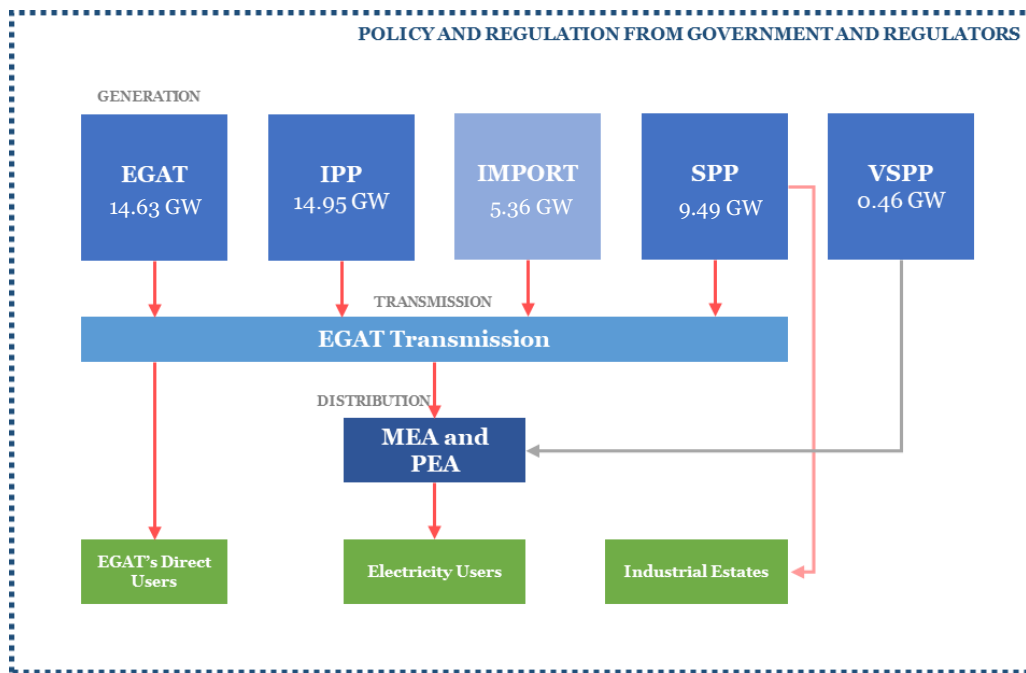 POLICY AND REGULATION FROM GOVERNMENT AND REGULATORS
GENERATION
EGAT
14.63 GW
IPP
14.95 GW
IMPORT
5.36 GW
SPP
9.49 GW
VSPP
0.46 GW
TRANSMISSION
EGAT Transmission
DISTRIBUTION
MEA and
PEA
EGAT's Direct
Users
Electricity Users
Industrial Estates